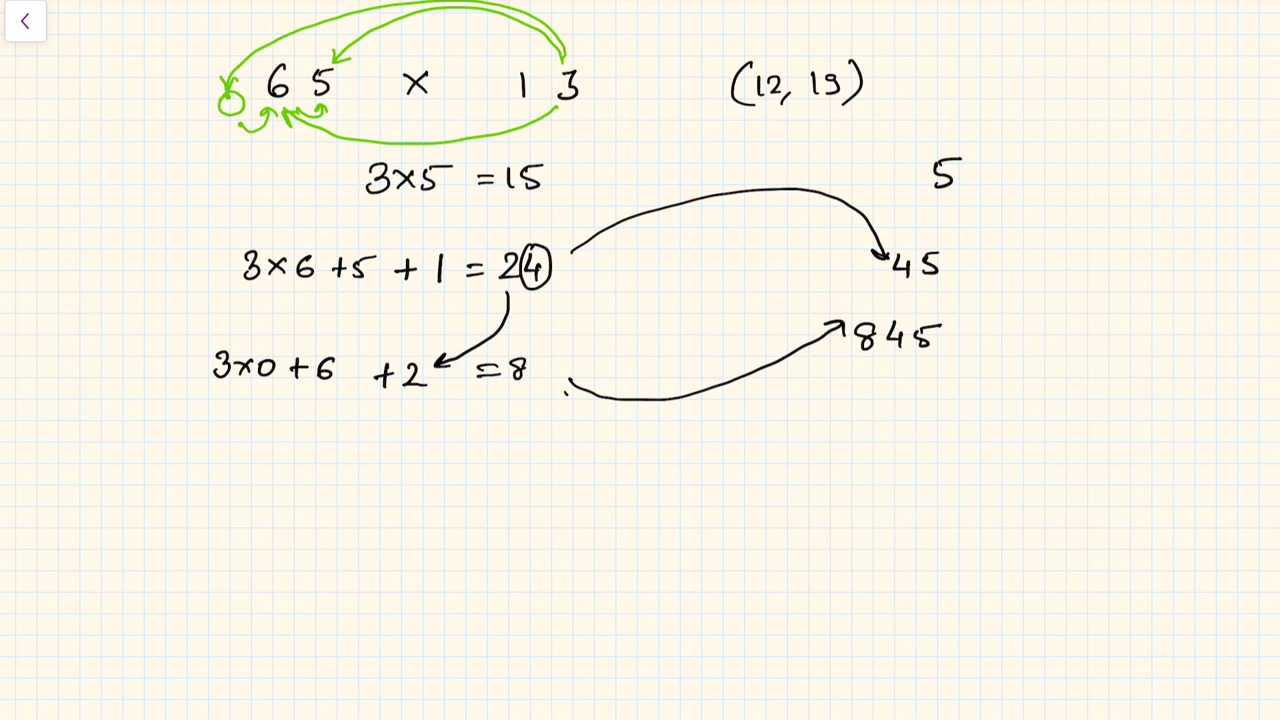 0 6 5 × 1 3 (12, 19)
3×5 = 15 5
3×6 +5 + 1 = 24 45
3×0 + 6 + 2 = 8 845